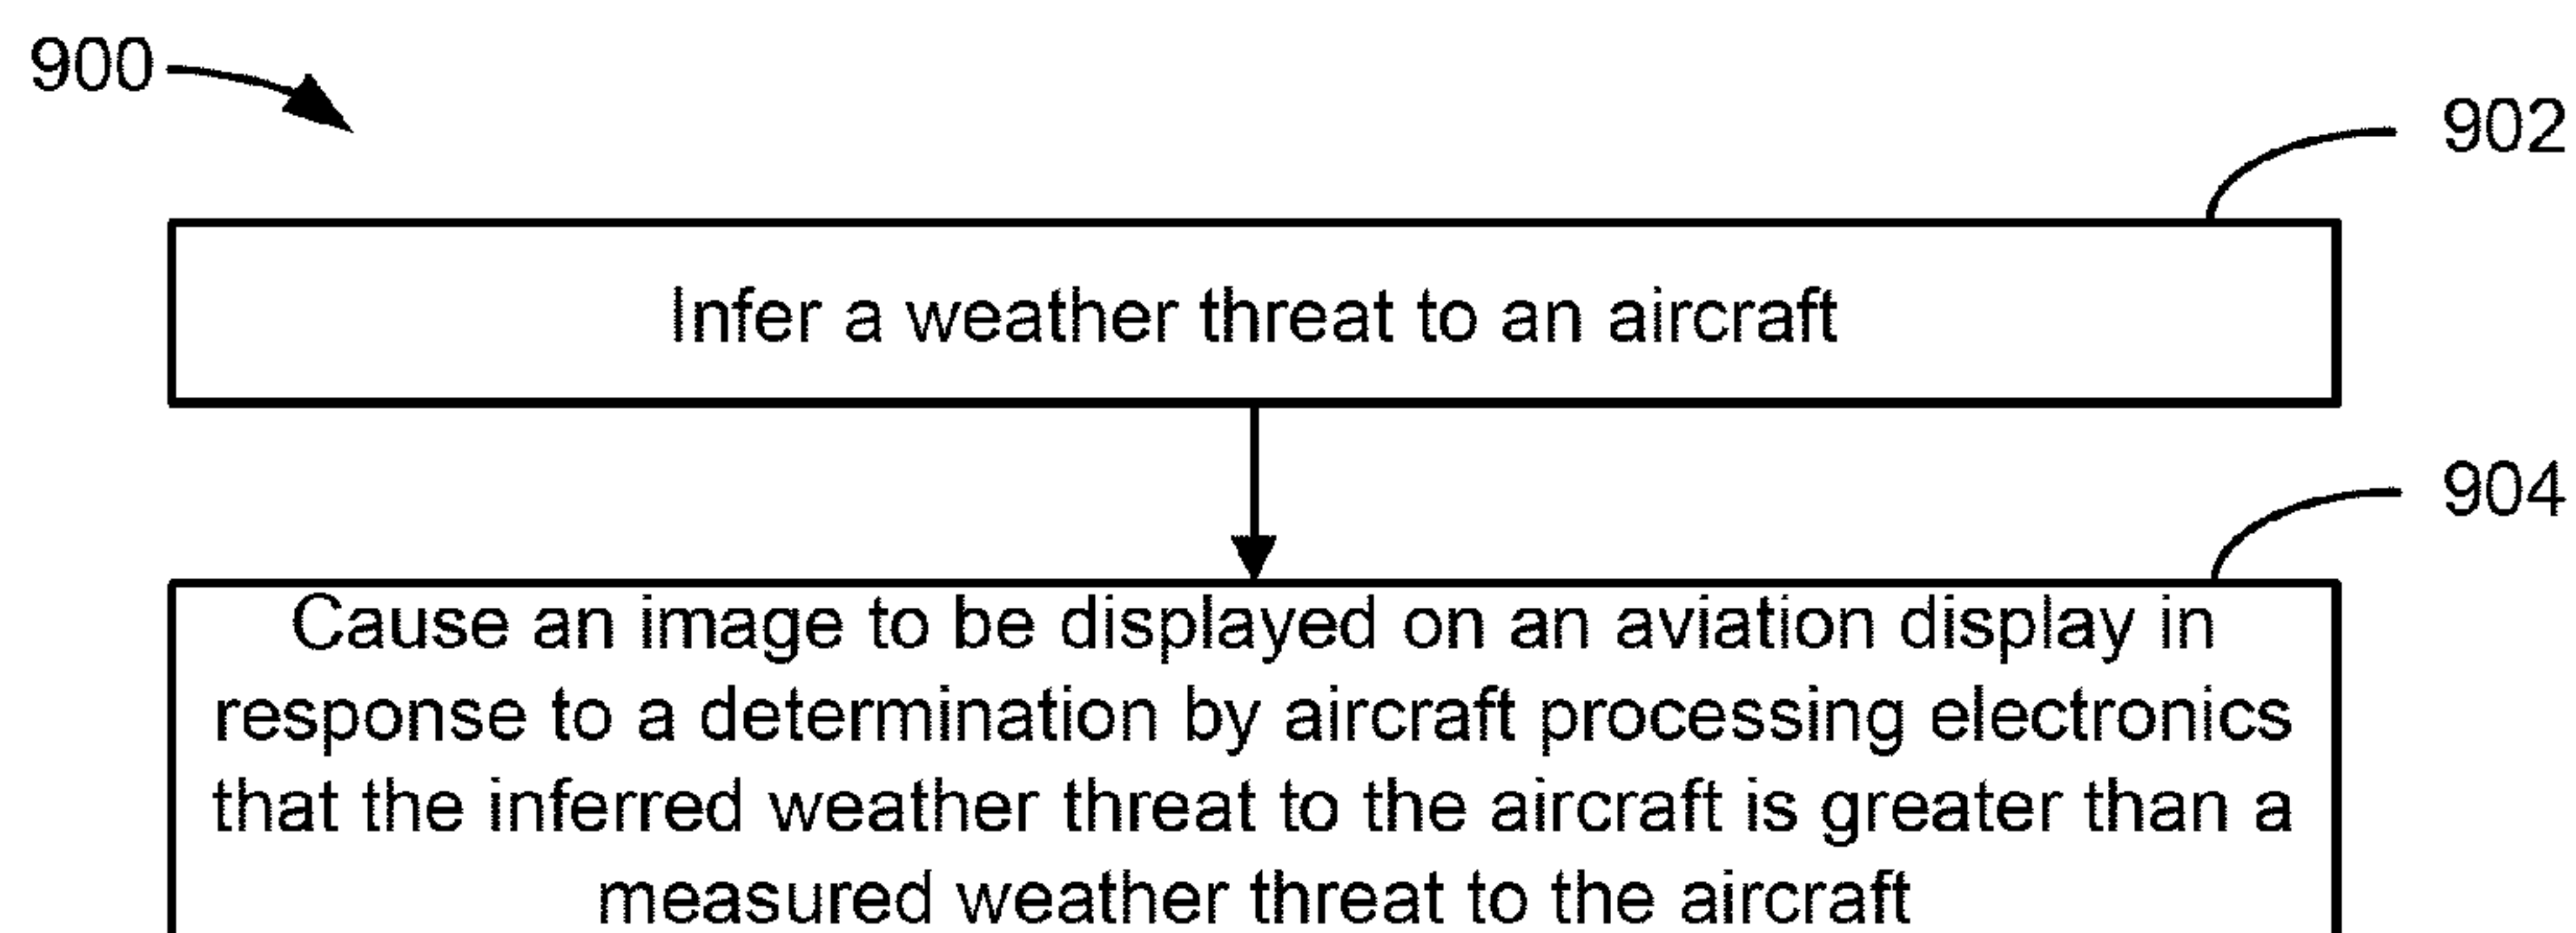 900
902
Infer a weather threat to an aircraft
904
Cause an image to be displayed on an aviation display in
response to a determination by aircraft processing electronics
that the inferred weather threat to the aircraft is greater than a
measured weather threat to the aircraft